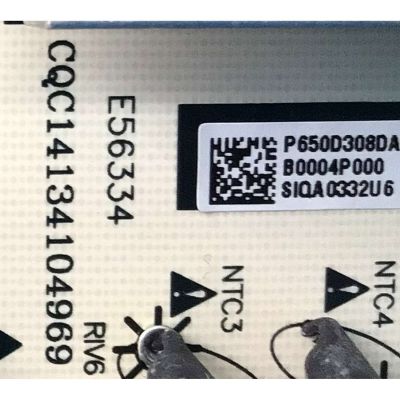 CQC14134104969
E56334
P650D308DA
B0004P000
SIQA0332U6
NTC3
NTC4
RIV6